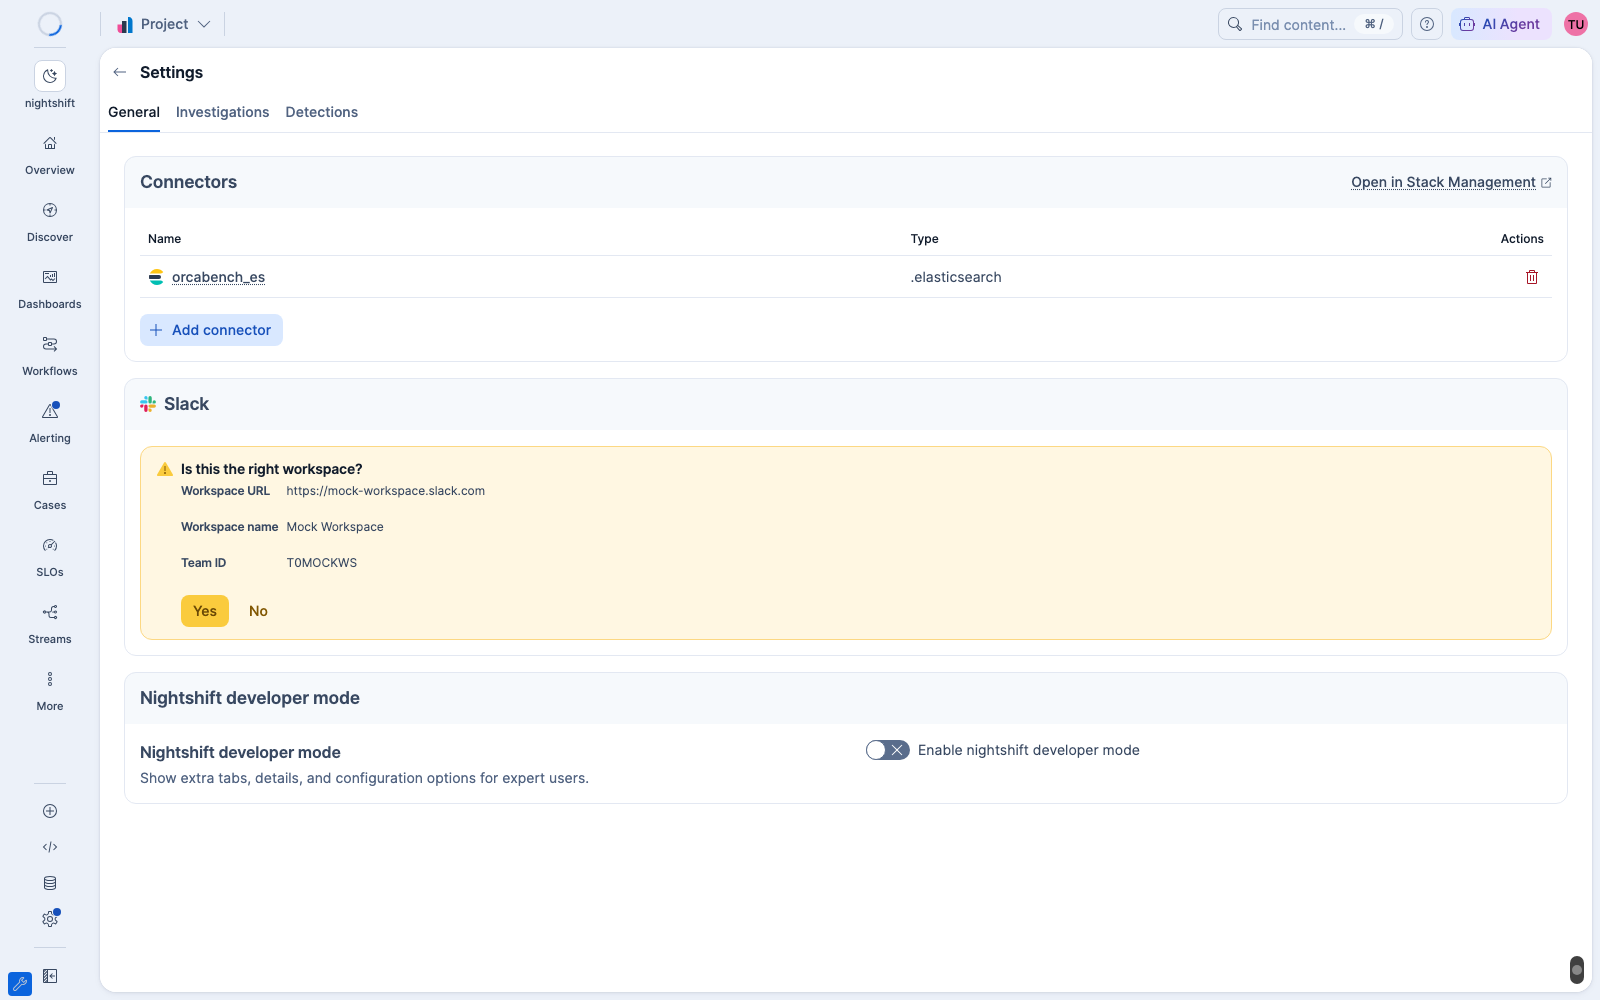 Project
Find content... ⌘ /
AI Agent
TU
nightshift
Overview
Discover
Dashboards
Workflows
Alerting
Cases
SLOs
Streams
More
Settings
General Investigations Detections
Connectors
Open in Stack Management
Name Type Actions
orcabench_es .elasticsearch
Add connector
Slack
Is this the right workspace?
Workspace URL https://mock-workspace.slack.com
Workspace name Mock Workspace
Team ID T0MOCKWS
Yes No
Nightshift developer mode
Nightshift developer mode
Enable nightshift developer mode
Show extra tabs, details, and configuration options for expert users.